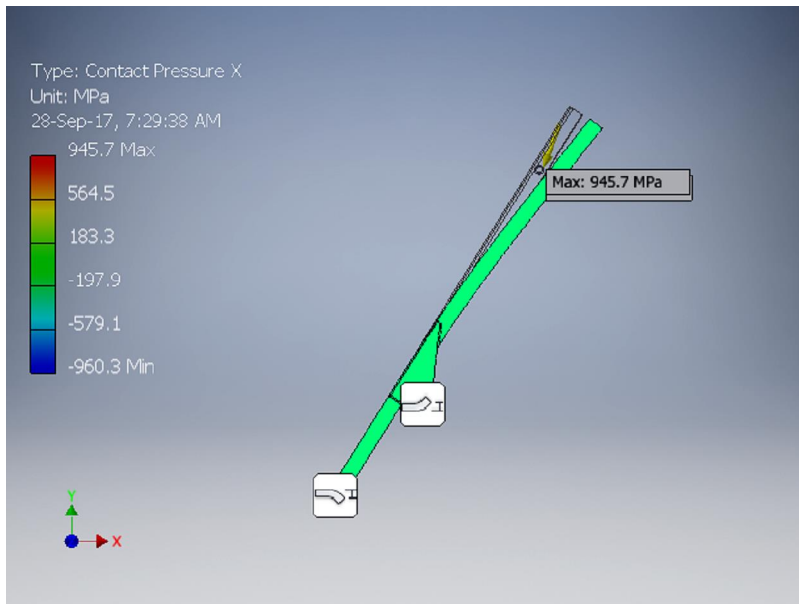 Type: Contact Pressure X
Unit: MPa
28-Sep-17, 7:29:38 AM
945.7 Max
564.5
183.3
-197.9
-579.1
-960.3 Min
Max: 945.7 MPa
Y
X